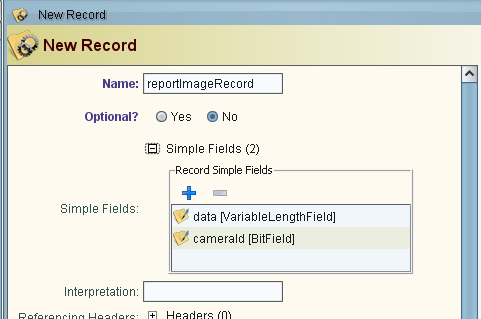 New Record
New Record
Name: reportImageRecord
Optional? Yes No
Simple Fields (2)
Record Simple Fields
Simple Fields:
data [VariableLengthField]
cameraId [BitField]
Interpretation:
Referencing Headers: Headers (0)